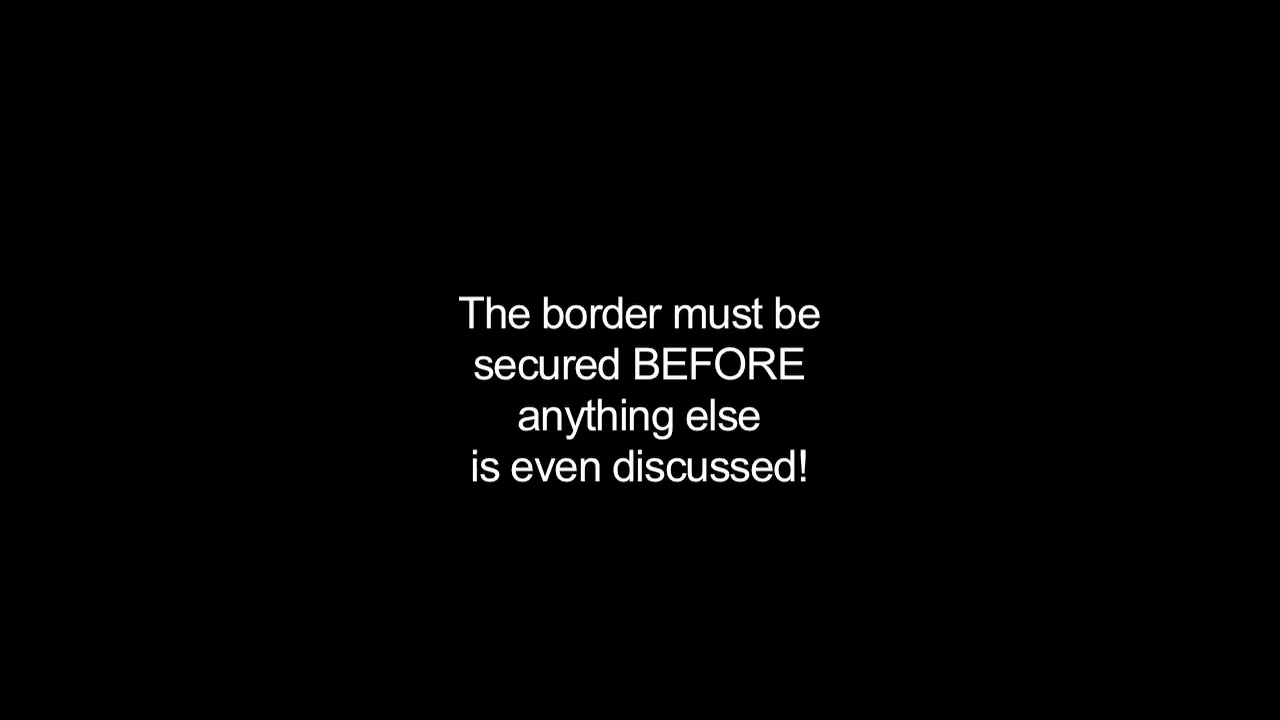 The border must be
secured BEFORE
anything else
is even discussed!